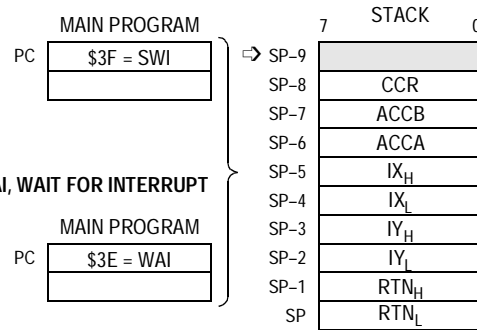 MAIN PROGRAM
PC $3F = SWI
AI, WAIT FOR INTERRUPT
MAIN PROGRAM
PC $3E = WAI
STACK
7 0
SP–9
SP–8 CCR
SP–7 ACCB
SP–6 ACCA
SP–5 IXH
SP–4 IXL
SP–3 IYH
SP–2 IYL
SP–1 RTNH
SP RTNL